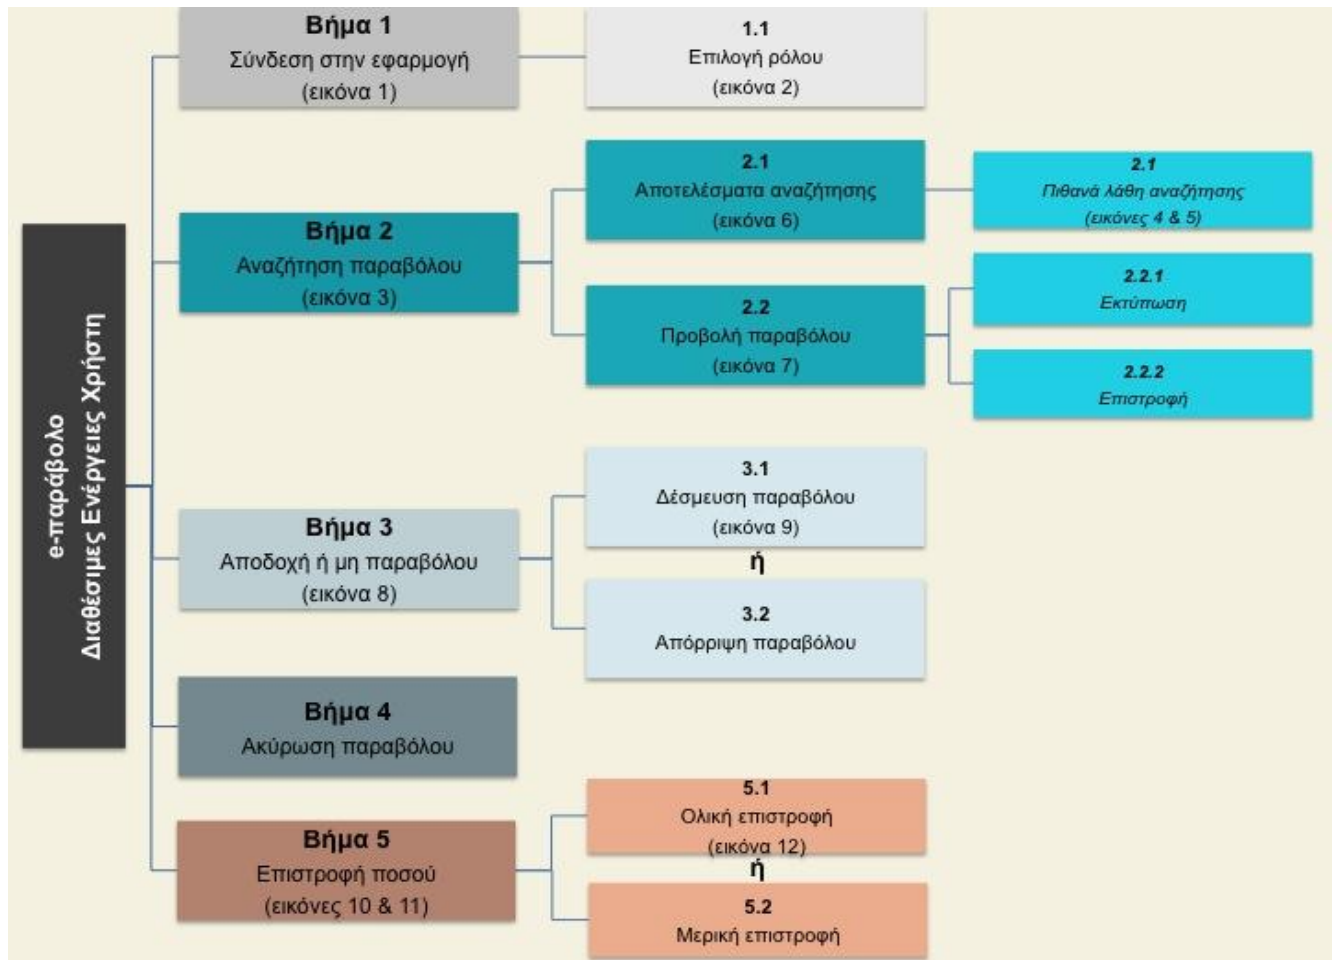 e-παράβολο
Διαθέσιμες Ενέργειες Χρήστη
Βήμα 1
Σύνδεση στην εφαρμογή
(εικόνα 1)
1.1
Επιλογή ρόλου
(εικόνα 2)
Βήμα 2
Αναζήτηση παραβόλου
(εικόνα 3)
2.1
Αποτελέσματα αναζήτησης
(εικόνα 6)
2.1
Πιθανά λάθη αναζήτησης
(εικόνες 4 & 5)
2.2
Προβολή παραβόλου
(εικόνα 7)
2.2.1
Εκτύπωση
2.2.2
Επιστροφή
Βήμα 3
Αποδοχή ή μη παραβόλου
(εικόνα 8)
3.1
Δέσμευση παραβόλου
(εικόνα 9)
ή
3.2
Απόρριψη παραβόλου
Βήμα 4
Ακύρωση παραβόλου
Βήμα 5
Επιστροφή ποσού
(εικόνες 10 & 11)
5.1
Ολική επιστροφή
(εικόνα 12)
ή
5.2
Μερική επιστροφή